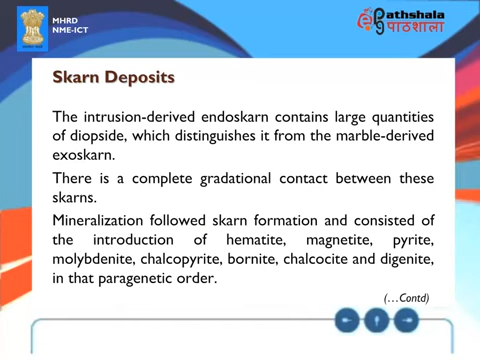 MHRD
NME-ICT
Pathshala
पाठशाला
Skarn Deposits
The intrusion-derived endoskarn contains large quantities
of diopside, which distinguishes it from the marble-derived
exoskarn.
There is a complete gradational contact between these
skarns.
Mineralization followed skarn formation and consisted of
the introduction of hematite, magnetite, pyrite,
molybdenite, chalcopyrite, bornite, chalcocite and digenite,
in that paragenetic order.
(…Contd)